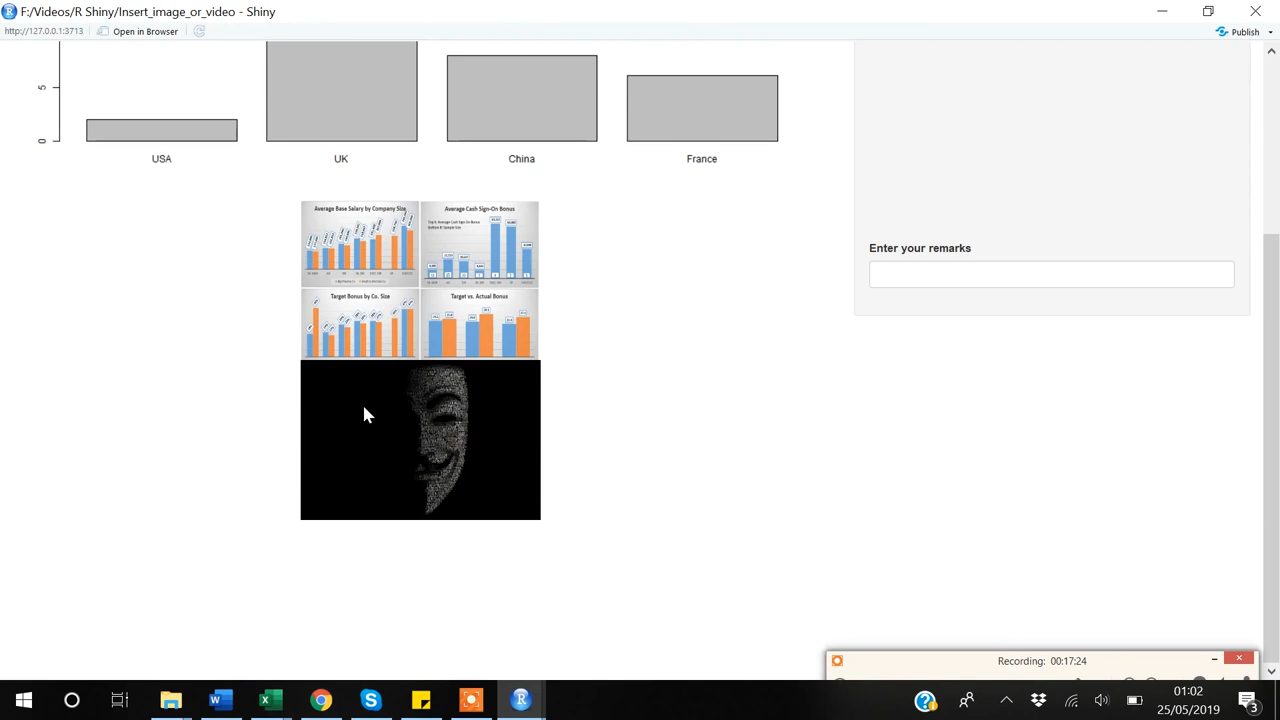 F:/Videos/R Shiny/Insert_image_or_video - Shiny
http://127.0.0.1:3713
Open in Browser
Publish
5
0
USA
UK
China
France
Average Base Salary by Company Size
Average Cash Sign-On Bonus
Target Bonus by Co. Size
Target vs. Actual Bonus
Enter your remarks
Recording: 00:17:24
01:02
25/05/2019
3